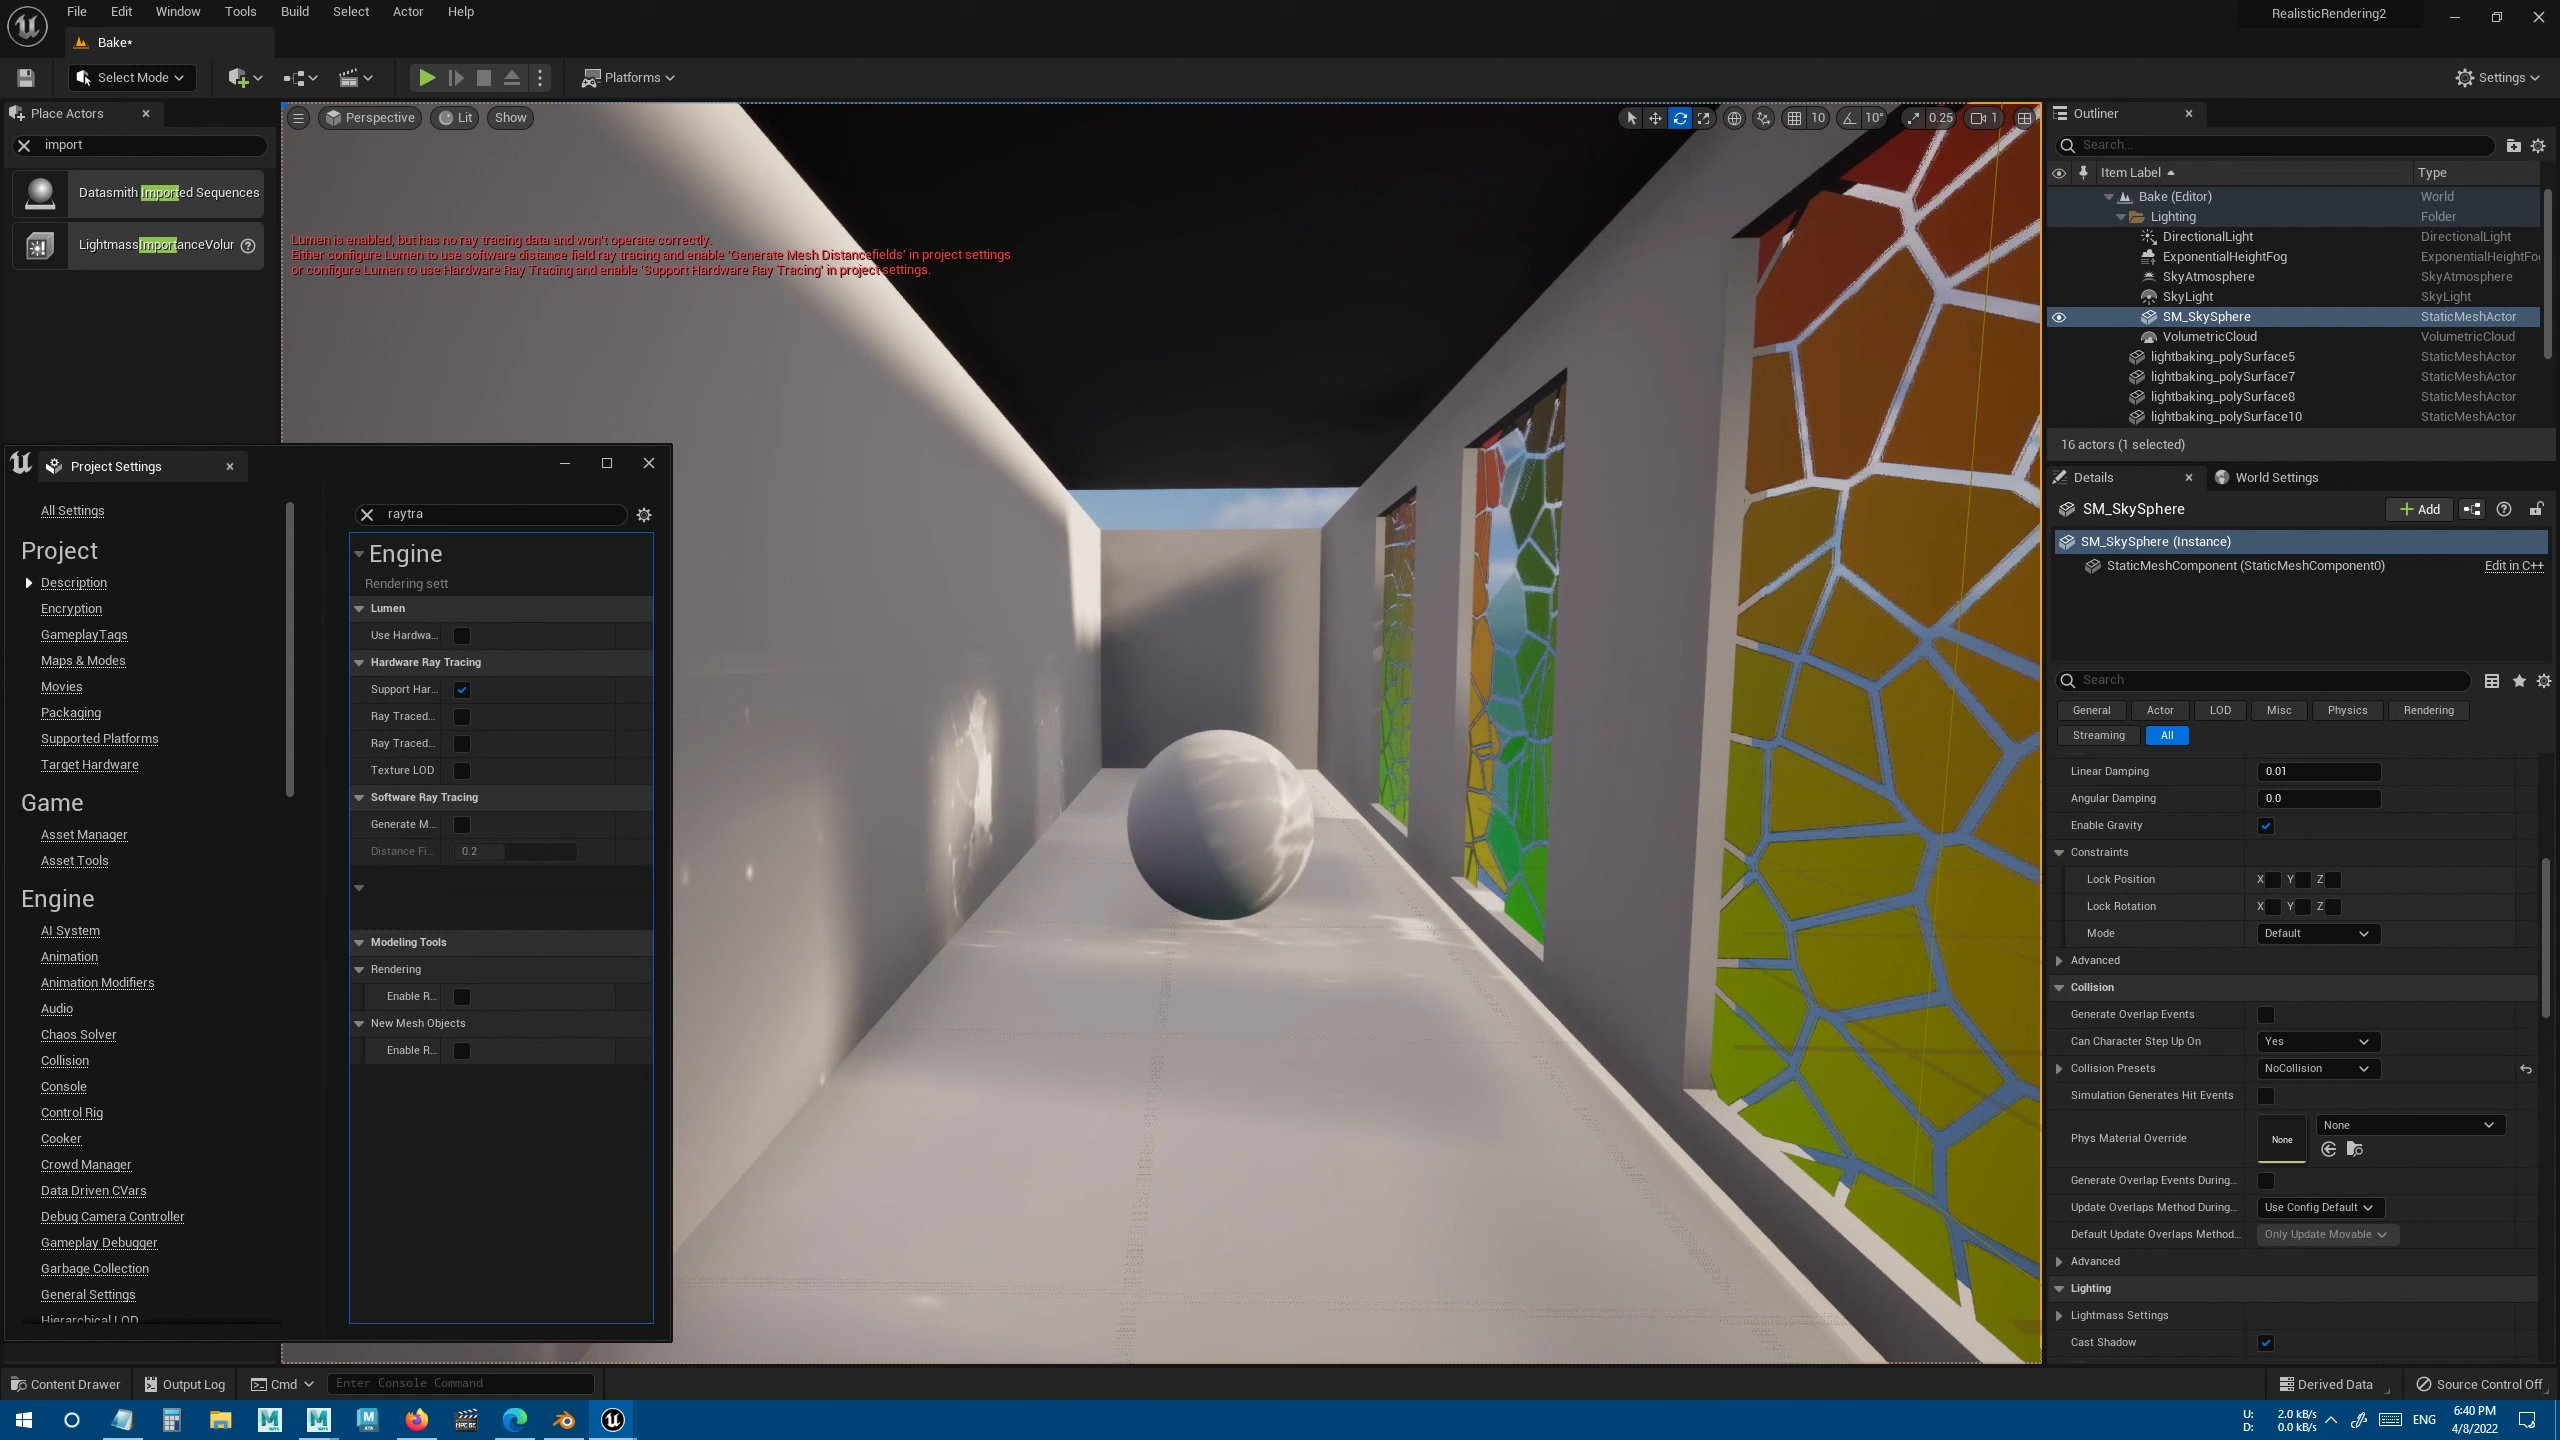 File Edit Window Tools Build Select Actor Help
RealisticRendering2
Bake*
Select Mode
Platforms
Settings
Place Actors
import
Datasmith Imported Sequences
LightmassImportanceVolur
Perspective
Lit
Show
10
10°
0.25
1
Lumen is enabled, but has no ray tracing data and won't operate correctly.
Either configure Lumen to use software distance field ray tracing and enable 'Generate Mesh Distancefields' in project settings
or configure Lumen to use Hardware Ray Tracing and enable 'Support Hardware Ray Tracing' in project settings.
Outliner
Search...
Item Label
Type
Bake (Editor) World
Lighting Folder
DirectionalLight DirectionalLight
ExponentialHeightFog ExponentialHeightFo
SkyAtmosphere SkyAtmosphere
SkyLight SkyLight
SM_SkySphere StaticMeshActor
VolumetricCloud VolumetricCloud
lightbaking_polySurface5 StaticMeshActor
lightbaking_polySurface7 StaticMeshActor
lightbaking_polySurface8 StaticMeshActor
lightbaking_polySurface10 StaticMeshActor
16 actors (1 selected)
Details
World Settings
SM_SkySphere
Add
SM_SkySphere (Instance)
StaticMeshComponent (StaticMeshComponent0)
Edit in C++
Search
General
Actor
LOD
Misc
Physics
Rendering
Streaming
All
Linear Damping 0.01
Angular Damping 0.0
Enable Gravity
Constraints
Lock Position X Y Z
Lock Rotation X Y Z
Mode Default
Advanced
Collision
Generate Overlap Events
Can Character Step Up On Yes
Collision Presets NoCollision
Simulation Generates Hit Events
Phys Material Override None None
Generate Overlap Events During...
Update Overlaps Method During... Use Config Default
Default Update Overlaps Method... Only Update Movable
Advanced
Lighting
Lightmass Settings
Cast Shadow
Project Settings
All Settings
Project
Description
Encryption
GameplayTags
Maps & Modes
Movies
Packaging
Supported Platforms
Target Hardware
Game
Asset Manager
Asset Tools
Engine
AI System
Animation
Animation Modifiers
Audio
Chaos Solver
Collision
Console
Control Rig
Cooker
Crowd Manager
Data Driven CVars
Debug Camera Controller
Gameplay Debugger
Garbage Collection
General Settings
Hierarchical LOD
raytra
Engine
Rendering sett
Lumen
Use Hardwa...
Hardware Ray Tracing
Support Har...
Ray Traced...
Ray Traced...
Texture LOD
Software Ray Tracing
Generate M...
Distance Fi... 0.2
Modeling Tools
Rendering
Enable R...
New Mesh Objects
Enable R...
Content Drawer
Output Log
Cmd
Enter Console Command
Derived Data
Source Control Off
U: 2.0 kB/s
D: 0.0 kB/s
ENG
6:40 PM
4/8/2022